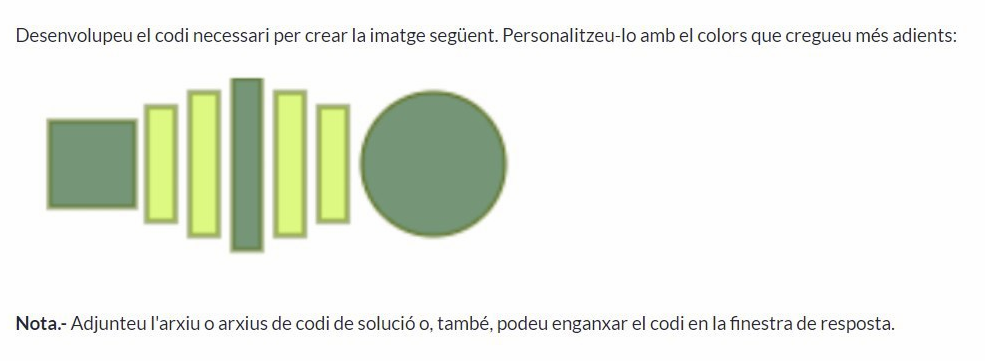 Desenvolupeu el codi necessari per crear la imatge següent. Personalitzeu-lo amb el colors que cregueu més adients:
Nota.- Adjunteu l'arxiu o arxius de codi de solució o, també, podeu enganxar el codi en la finestra de resposta.